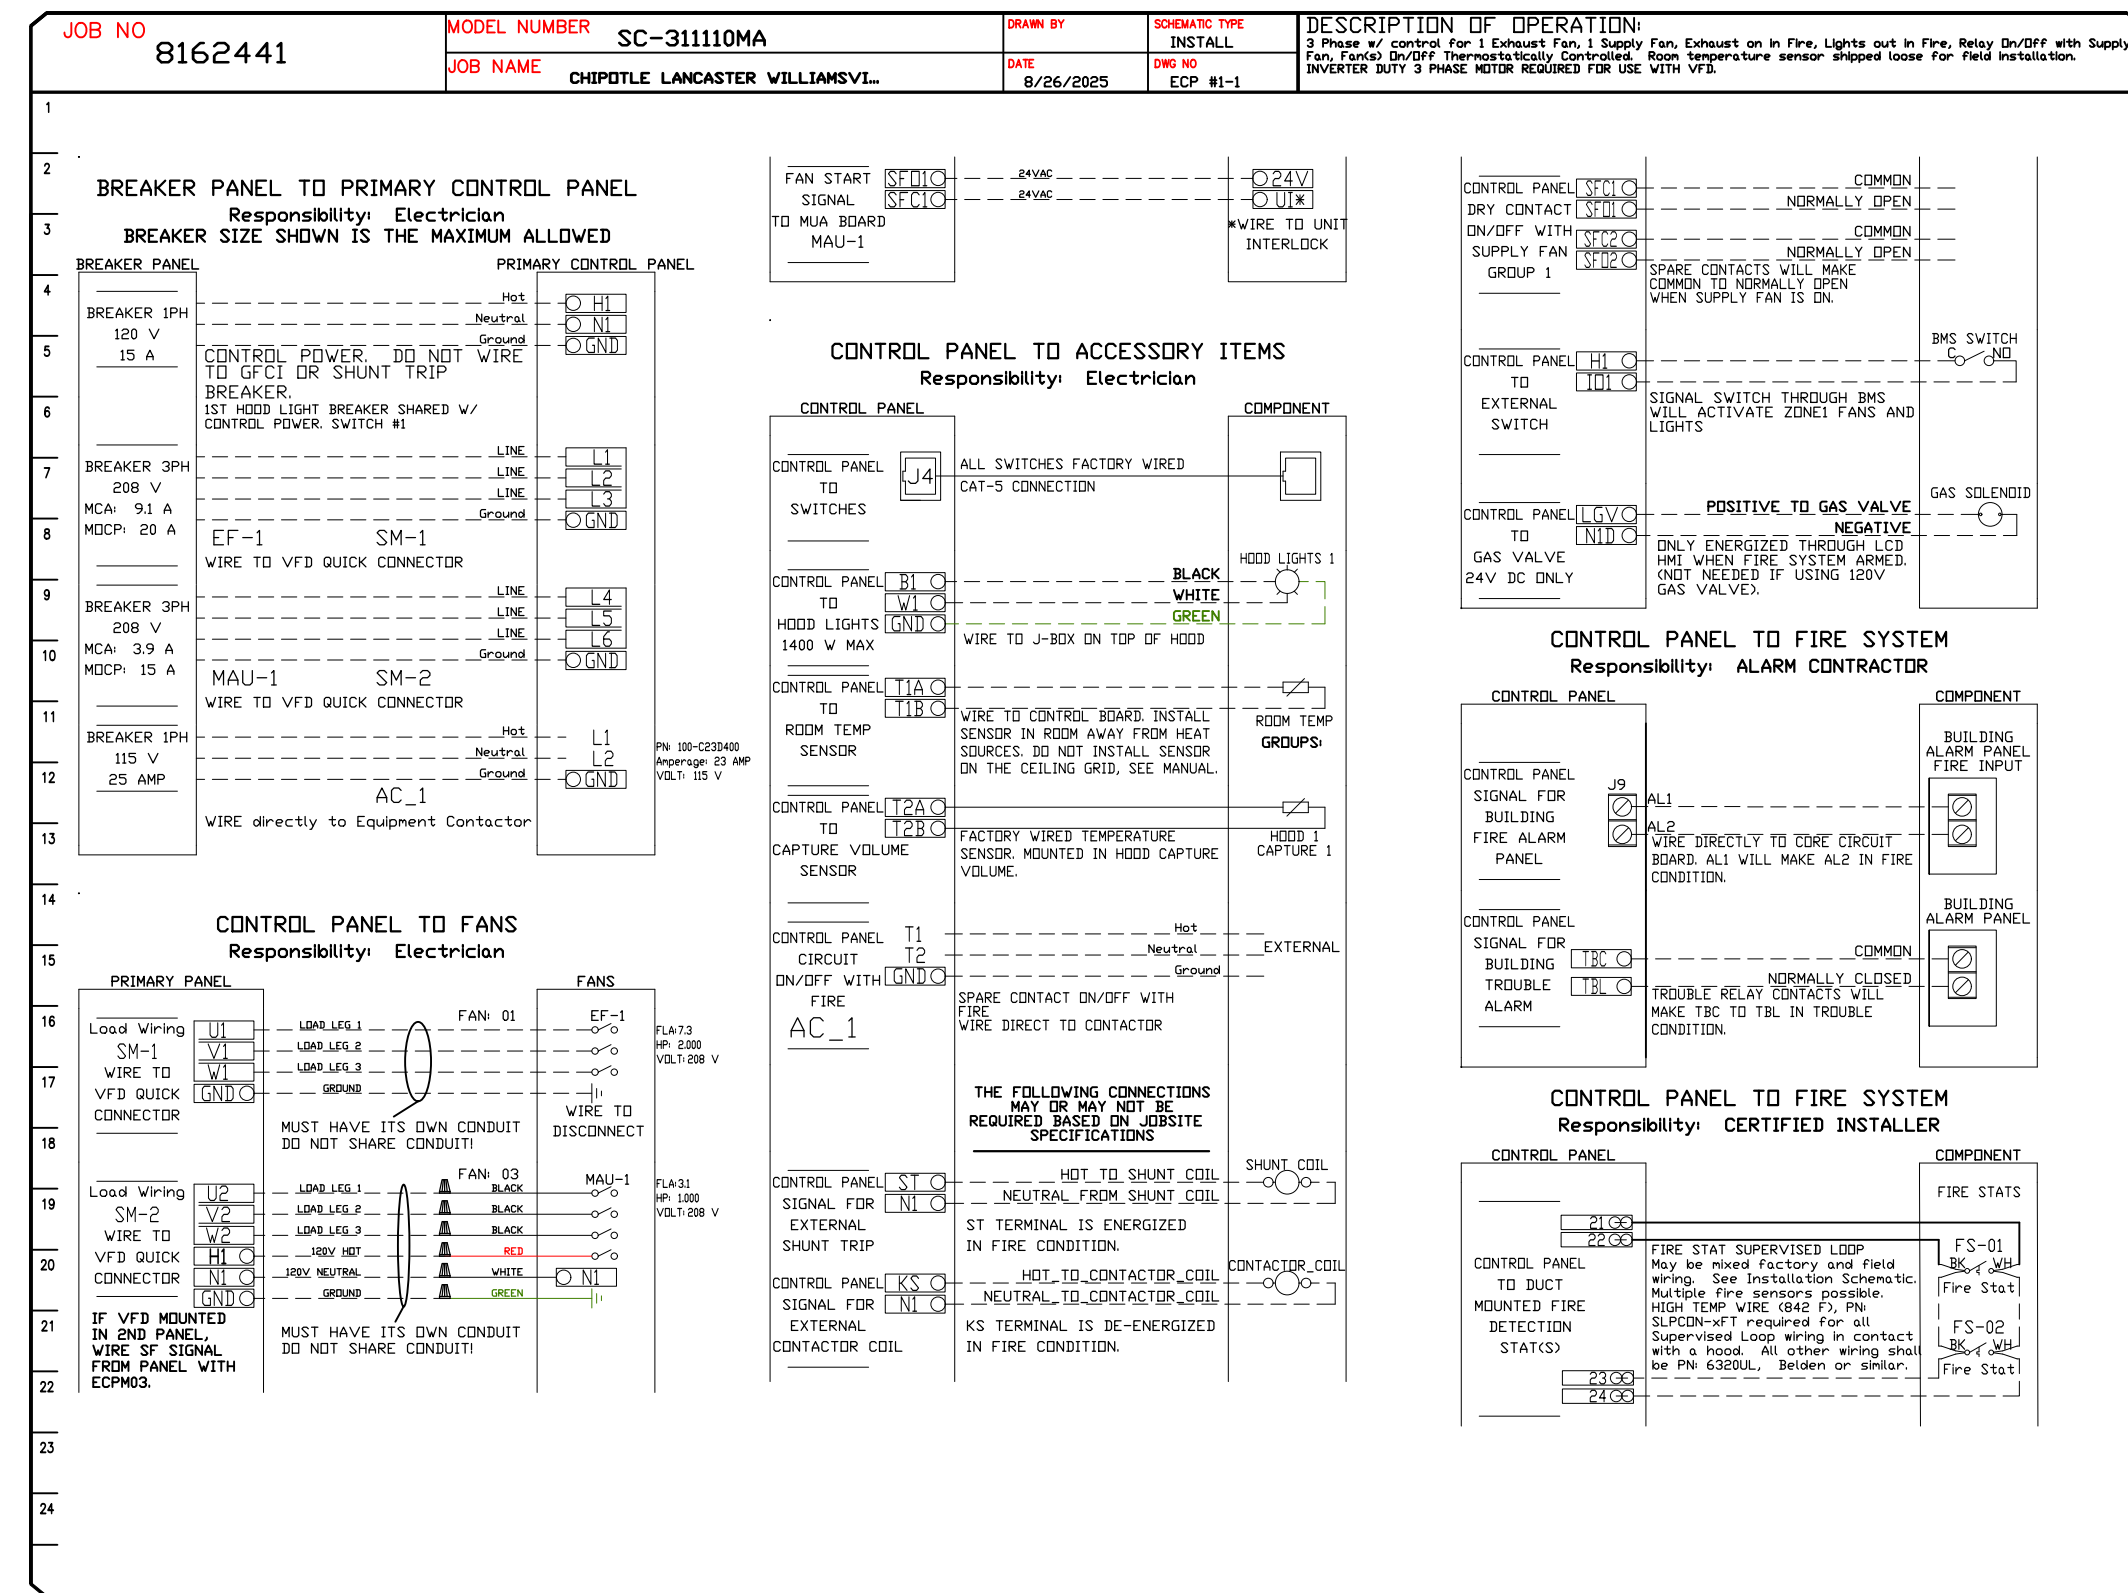 JOB NO
8162441
MODEL NUMBER SC-311110MA
JOB NAME CHIPOTLE LANCASTER WILLIAMSVI...
DRAWN BY
DATE
8/26/2025
SCHEMATIC TYPE
INSTALL
DWG NO
ECP #1-1
DESCRIPTION OF OPERATION:
3 Phase w/ control for 1 Exhaust Fan, 1 Supply Fan, Exhaust on in Fire, Lights out in Fire, Relay On/Off with Supply
Fan, Fan(s) On/Off Thermostatically Controlled. Room temperature sensor shipped loose for field installation.
INVERTER DUTY 3 PHASE MOTOR REQUIRED FOR USE WITH VFD.
1
2
3
4
5
6
7
8
9
10
11
12
13
14
15
16
17
18
19
20
21
22
23
24
BREAKER PANEL TO PRIMARY CONTROL PANEL
Responsibility: Electrician
BREAKER SIZE SHOWN IS THE MAXIMUM ALLOWED
BREAKER PANEL
PRIMARY CONTROL PANEL
BREAKER 1PH
120 V
15 A
Hot H1
Neutral N1
Ground GND
CONTROL POWER. DO NOT WIRE
TO GFCI OR SHUNT TRIP
BREAKER.
1ST HOOD LIGHT BREAKER SHARED W/
CONTROL POWER. SWITCH #1
BREAKER 3PH
208 V
MCA: 9.1 A
MOCP: 20 A
LINE L1
LINE L2
LINE L3
Ground GND
EF-1 SM-1
WIRE TO VFD QUICK CONNECTOR
BREAKER 3PH
208 V
MCA: 3.9 A
MOCP: 15 A
LINE L4
LINE L5
LINE L6
Ground GND
MAU-1 SM-2
WIRE TO VFD QUICK CONNECTOR
BREAKER 1PH
115 V
25 AMP
Hot L1
Neutral L2
Ground GND
PN: 100-C23D400
Amperage: 23 AMP
VOLT: 115 V
AC_1
WIRE directly to Equipment Contactor
CONTROL PANEL TO FANS
Responsibility: Electrician
PRIMARY PANEL
FANS
Load Wiring
SM-1
WIRE TO
VFD QUICK
CONNECTOR
U1 LOAD LEG 1
V1 LOAD LEG 2
W1 LOAD LEG 3
GND GROUND
FAN: 01
EF-1
FLA:7.3
HP: 2.000
VOLT: 208 V
WIRE TO
DISCONNECT
MUST HAVE ITS OWN CONDUIT
DO NOT SHARE CONDUIT!
Load Wiring
SM-2
WIRE TO
VFD QUICK
CONNECTOR
FAN: 03
MAU-1
U2 LOAD LEG 1 BLACK
V2 LOAD LEG 2 BLACK
W2 LOAD LEG 3 BLACK
H1 120V HOT RED
N1 120V NEUTRAL WHITE N1
GND GROUND GREEN
FLA:3.1
HP: 1.000
VOLT: 208 V
IF VFD MOUNTED
IN 2ND PANEL,
WIRE SF SIGNAL
FROM PANEL WITH
ECPM03.
MUST HAVE ITS OWN CONDUIT
DO NOT SHARE CONDUIT!
FAN START
SIGNAL
TO MUA BOARD
MAU-1
SFO1 24VAC 24V
SFC1 24VAC UI*
*WIRE TO UNIT
INTERLOCK
CONTROL PANEL TO ACCESSORY ITEMS
Responsibility: Electrician
CONTROL PANEL
COMPONENT
CONTROL PANEL
TO
SWITCHES
J4
ALL SWITCHES FACTORY WIRED
CAT-5 CONNECTION
CONTROL PANEL
TO
HOOD LIGHTS
1400 W MAX
B1 BLACK
W1 WHITE
GND GREEN
HOOD LIGHTS 1
WIRE TO J-BOX ON TOP OF HOOD
CONTROL PANEL
TO
ROOM TEMP
SENSOR
T1A
T1B
WIRE TO CONTROL BOARD. INSTALL
SENSOR IN ROOM AWAY FROM HEAT
SOURCES. DO NOT INSTALL SENSOR
ON THE CEILING GRID, SEE MANUAL.
ROOM TEMP
GROUPS:
CONTROL PANEL
TO
CAPTURE VOLUME
SENSOR
T2A
T2B
FACTORY WIRED TEMPERATURE
SENSOR. MOUNTED IN HOOD CAPTURE
VOLUME.
HOOD 1
CAPTURE 1
CONTROL PANEL
CIRCUIT
ON/OFF WITH
FIRE
AC_1
T1 Hot
T2 Neutral
GND Ground
EXTERNAL
SPARE CONTACT ON/OFF WITH
FIRE
WIRE DIRECT TO CONTACTOR
THE FOLLOWING CONNECTIONS
MAY OR MAY NOT BE
REQUIRED BASED ON JOBSITE
SPECIFICATIONS
CONTROL PANEL
SIGNAL FOR
EXTERNAL
SHUNT TRIP
ST HOT TO SHUNT COIL
N1 NEUTRAL FROM SHUNT COIL
SHUNT COIL
ST TERMINAL IS ENERGIZED
IN FIRE CONDITION.
CONTROL PANEL
SIGNAL FOR
EXTERNAL
CONTACTOR COIL
KS HOT_TO_CONTACTOR_COIL
N1 NEUTRAL_TO_CONTACTOR_COIL
CONTACTOR_COIL
KS TERMINAL IS DE-ENERGIZED
IN FIRE CONDITION.
CONTROL PANEL
DRY CONTACT
ON/OFF WITH
SUPPLY FAN
GROUP 1
SFC1 COMMON
SFO1 NORMALLY OPEN
SFC2 COMMON
SFO2 NORMALLY OPEN
SPARE CONTACTS WILL MAKE
COMMON TO NORMALLY OPEN
WHEN SUPPLY FAN IS ON.
CONTROL PANEL
TO
EXTERNAL
SWITCH
H1
IO1
BMS SWITCH
C NO
SIGNAL SWITCH THROUGH BMS
WILL ACTIVATE ZONE1 FANS AND
LIGHTS
CONTROL PANEL
TO
GAS VALVE
24V DC ONLY
LGV POSITIVE TO GAS VALVE
N1D NEGATIVE
GAS SOLENOID
ONLY ENERGIZED THROUGH LCD
HMI WHEN FIRE SYSTEM ARMED.
(NOT NEEDED IF USING 120V
GAS VALVE).
CONTROL PANEL TO FIRE SYSTEM
Responsibility: ALARM CONTRACTOR
CONTROL PANEL
COMPONENT
CONTROL PANEL
SIGNAL FOR
BUILDING
FIRE ALARM
PANEL
J9
AL1
AL2
WIRE DIRECTLY TO CORE CIRCUIT
BOARD. AL1 WILL MAKE AL2 IN FIRE
CONDITION.
BUILDING
ALARM PANEL
FIRE INPUT
CONTROL PANEL
SIGNAL FOR
BUILDING
TROUBLE
ALARM
TBC COMMON
TBL NORMALLY CLOSED
TROUBLE RELAY CONTACTS WILL
MAKE TBC TO TBL IN TROUBLE
CONDITION.
BUILDING
ALARM PANEL
CONTROL PANEL TO FIRE SYSTEM
Responsibility: CERTIFIED INSTALLER
CONTROL PANEL
COMPONENT
FIRE STATS
CONTROL PANEL
TO DUCT
MOUNTED FIRE
DETECTION
STAT(S)
21
22
FIRE STAT SUPERVISED LOOP
May be mixed factory and field
wiring. See Installation Schematic.
Multiple fire sensors possible.
HIGH TEMP WIRE (842 F), PN:
SLPCON-xFT required for all
Supervised Loop wiring in contact
with a hood. All other wiring shall
be PN: 6320UL, Belden or similar.
23
24
FS-01
BK WH
Fire Stat
FS-02
BK WH
Fire Stat